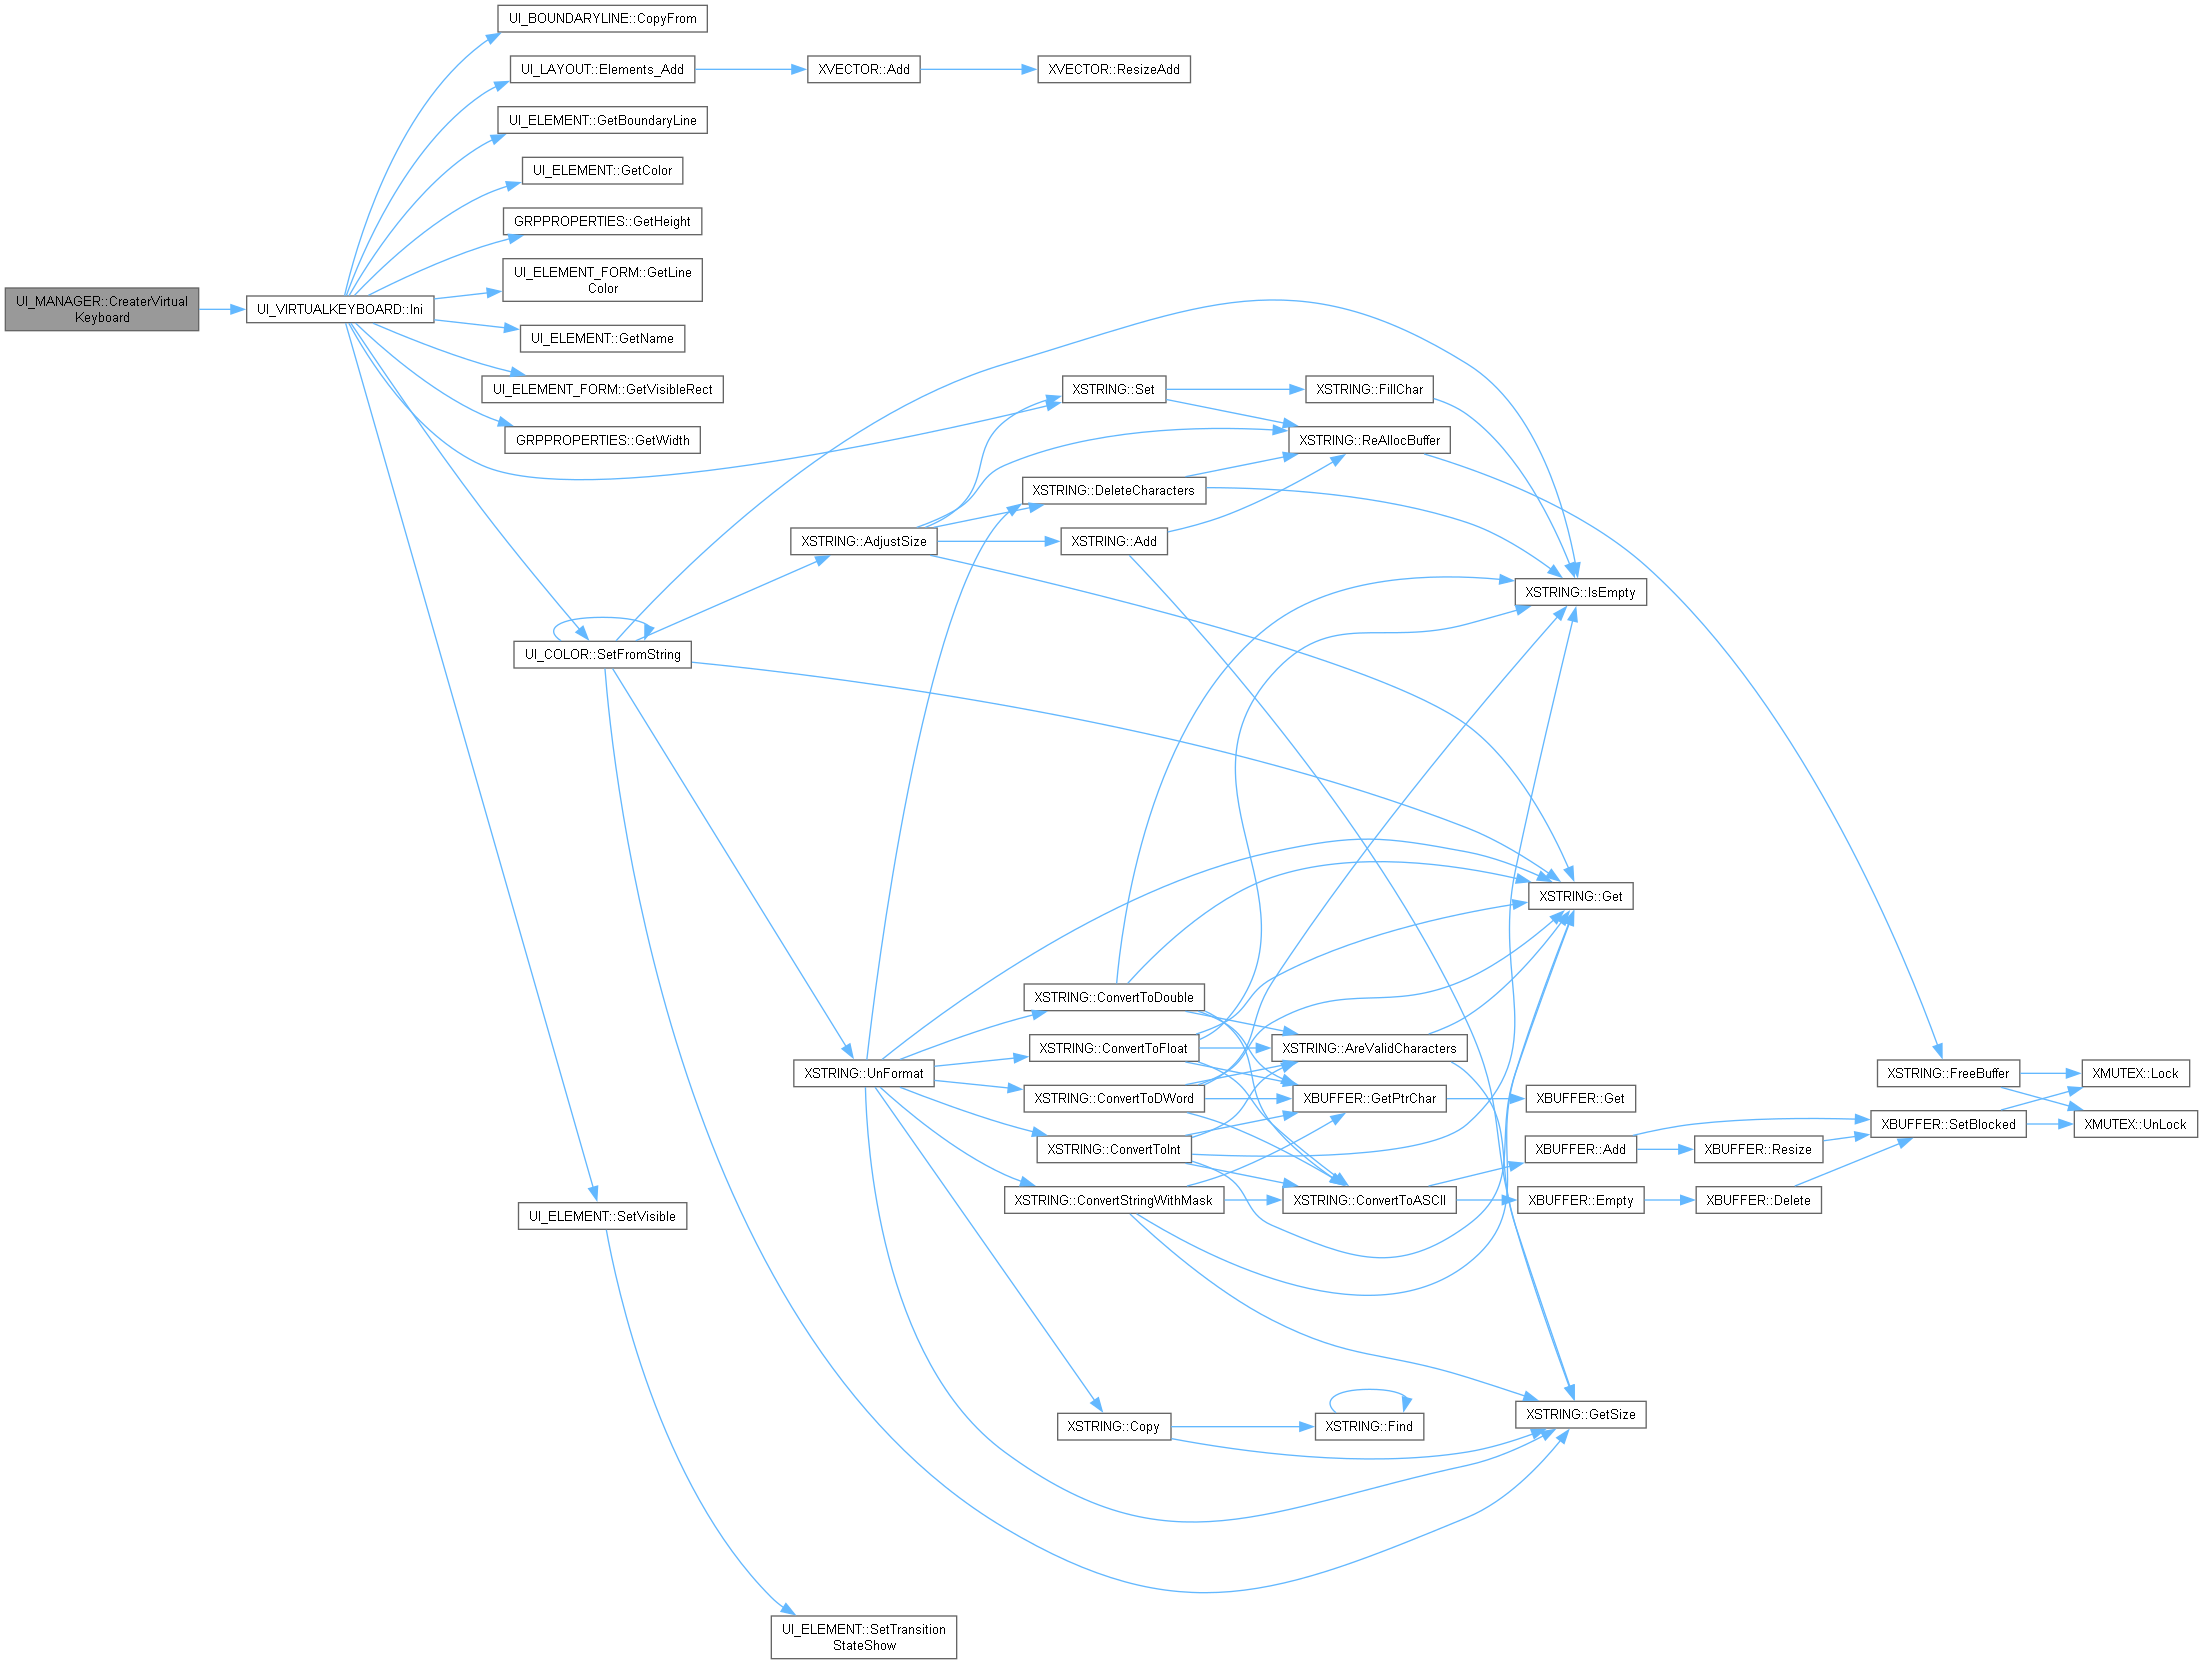 UI_BOUNDARYLINE::CopyFrom
UI_LAYOUT::Elements_Add
XVECTOR::Add
XVECTOR::ResizeAdd
UI_ELEMENT::GetBoundaryLine
UI_ELEMENT::GetColor
GRPPROPERTIES::GetHeight
UI_ELEMENT_FORM::GetLine
Color
UI_MANAGER::CreaterVirtual
Keyboard
UI_VIRTUALKEYBOARD::Ini
UI_ELEMENT::GetName
UI_ELEMENT_FORM::GetVisibleRect
XSTRING::Set
XSTRING::FillChar
GRPPROPERTIES::GetWidth
XSTRING::ReAllocBuffer
XSTRING::DeleteCharacters
XSTRING::AdjustSize
XSTRING::Add
XSTRING::IsEmpty
UI_COLOR::SetFromString
XSTRING::Get
XSTRING::ConvertToDouble
XSTRING::ConvertToFloat
XSTRING::AreValidCharacters
XSTRING::UnFormat
XSTRING::FreeBuffer
XMUTEX::Lock
XSTRING::ConvertToDWord
XBUFFER::GetPtrChar
XBUFFER::Get
XBUFFER::SetBlocked
XMUTEX::UnLock
XSTRING::ConvertToInt
XBUFFER::Add
XBUFFER::Resize
XSTRING::ConvertStringWithMask
XSTRING::ConvertToASCII
XBUFFER::Empty
XBUFFER::Delete
UI_ELEMENT::SetVisible
XSTRING::Copy
XSTRING::Find
XSTRING::GetSize
UI_ELEMENT::SetTransition
StateShow